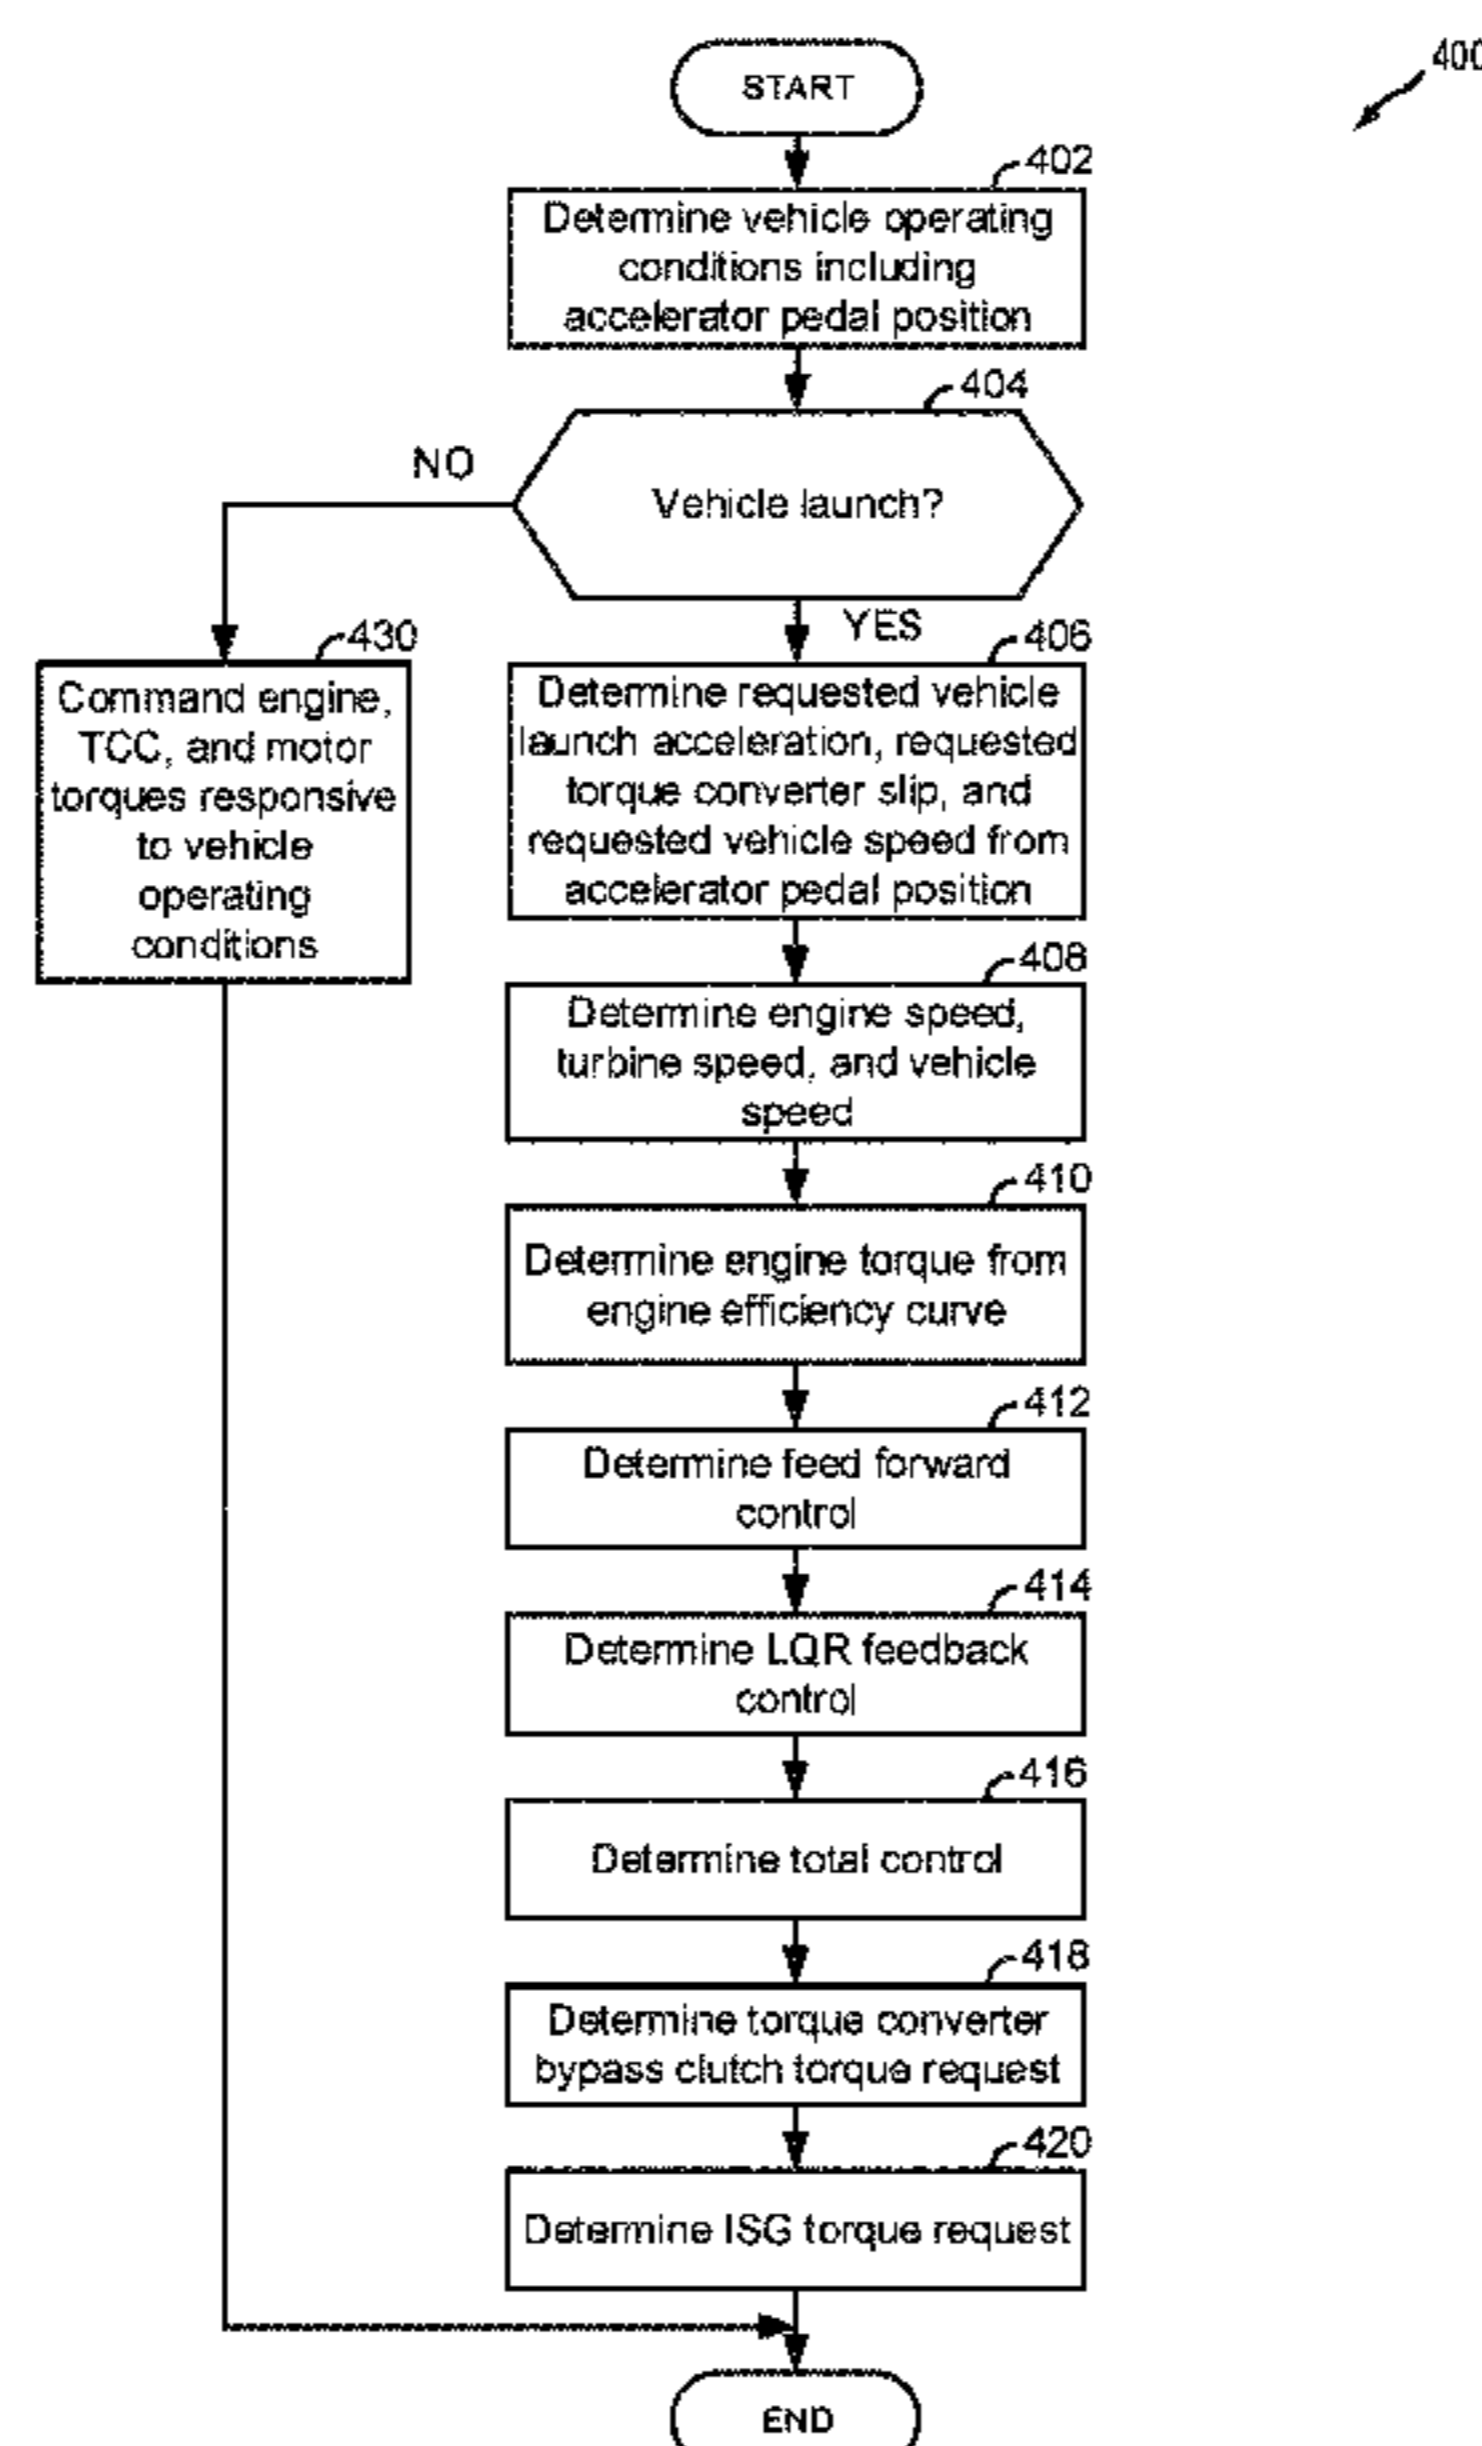 START
400
402
Determine vehicle operating
conditions including
accelerator pedal position
404
Vehicle launch?
NO
YES
430
Command engine,
TCC, and motor
torques responsive
to vehicle
operating
conditions
406
Determine requested vehicle
launch acceleration, requested
torque converter slip, and
requested vehicle speed from
accelerator pedal position
408
Determine engine speed,
turbine speed, and vehicle
speed
410
Determine engine torque from
engine efficiency curve
412
Determine feed forward
control
414
Determine LQR feedback
control
416
Determine total control
418
Determine torque converter
bypass clutch torque request
420
Determine ISG torque request
END